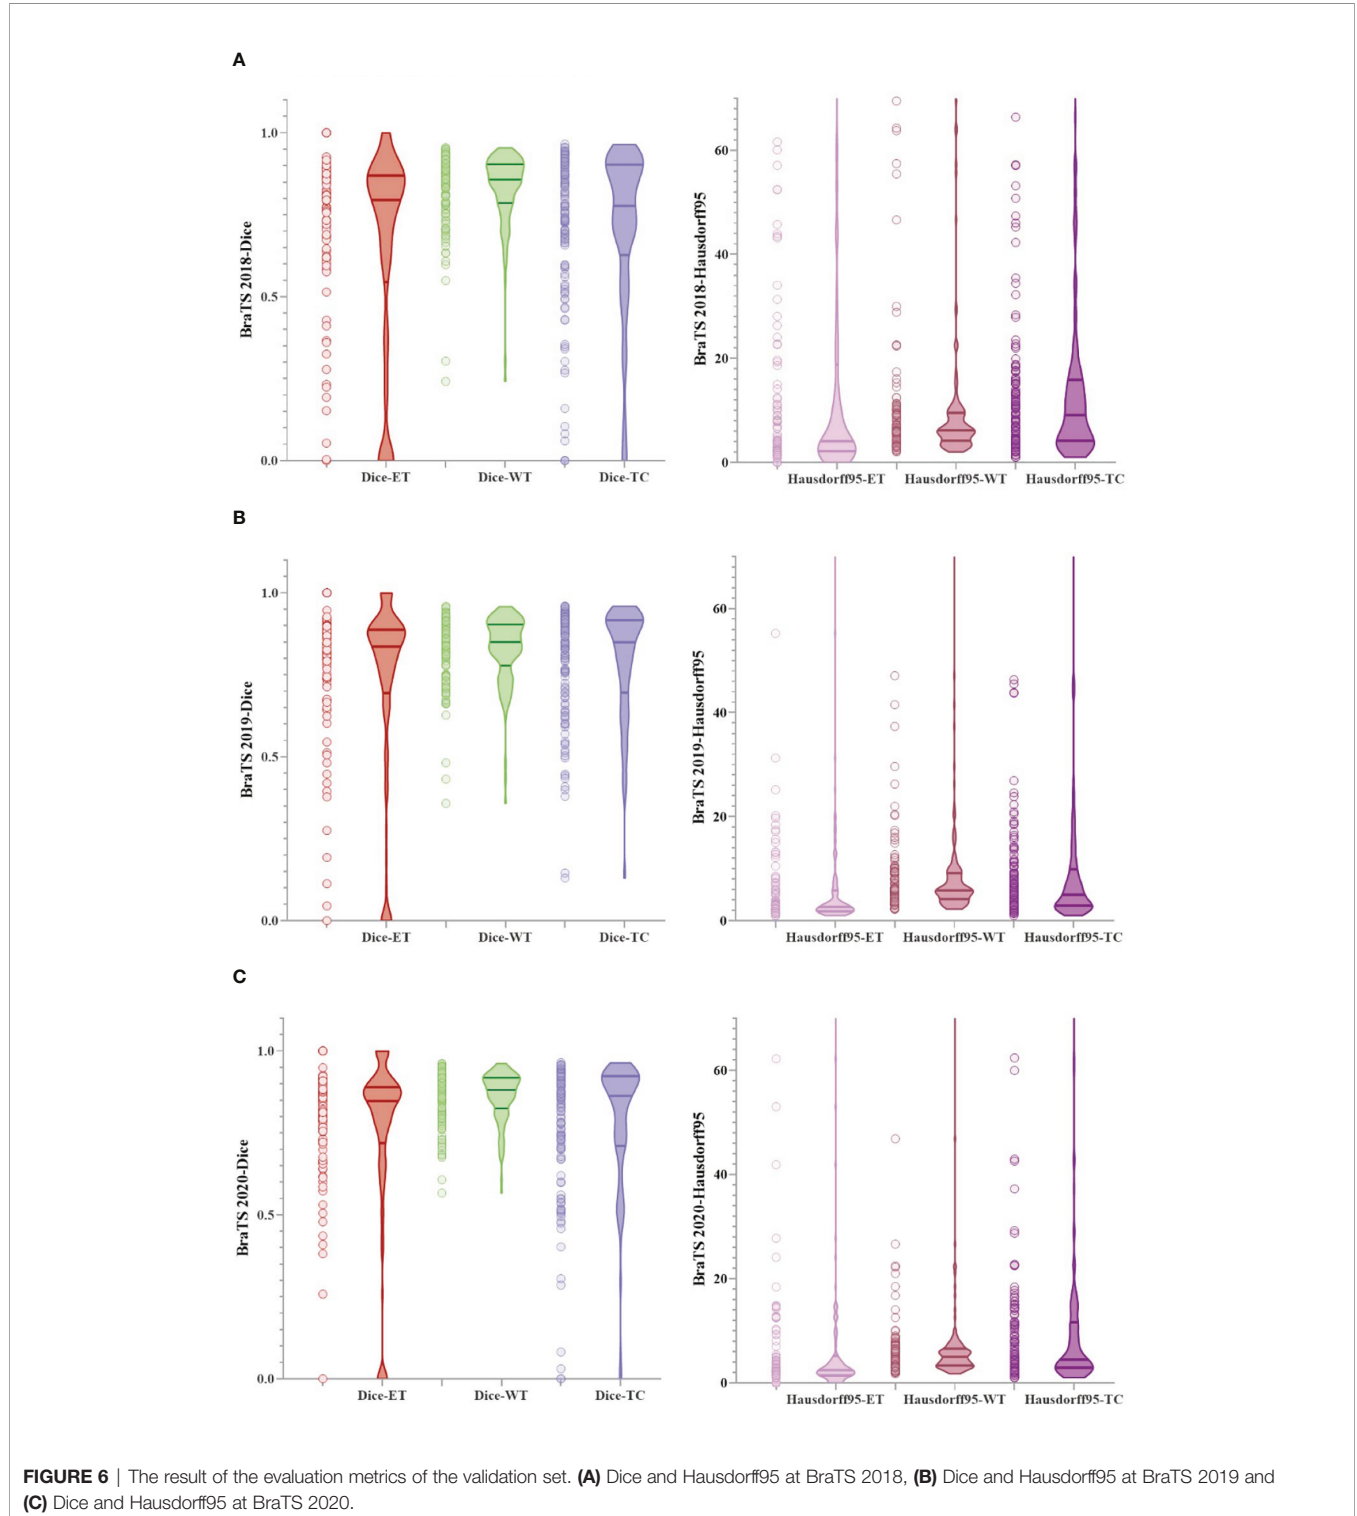 A
BraTS 2018-Dice
1.0
0.5
0.0
Dice-ET
Dice-WT
Dice-TC
BraTS 2018-Hausdorff95
60
40
20
0
Hausdorff95-ET
Hausdorff95-WT
Hausdorff95-TC
B
BraTS 2019-Dice
1.0
0.5
0.0
Dice-ET
Dice-WT
Dice-TC
BraTS 2019-Hausdorff95
60
40
20
0
Hausdorff95-ET
Hausdorff95-WT
Hausdorff95-TC
C
BraTS 2020-Dice
1.0
0.5
0.0
Dice-ET
Dice-WT
Dice-TC
BraTS 2020-Hausdorff95
60
40
20
0
Hausdorff95-ET
Hausdorff95-WT
Hausdorff95-TC
FIGURE 6 | The result of the evaluation metrics of the validation set. (A) Dice and Hausdorff95 at BraTS 2018, (B) Dice and Hausdorff95 at BraTS 2019 and
(C) Dice and Hausdorff95 at BraTS 2020.